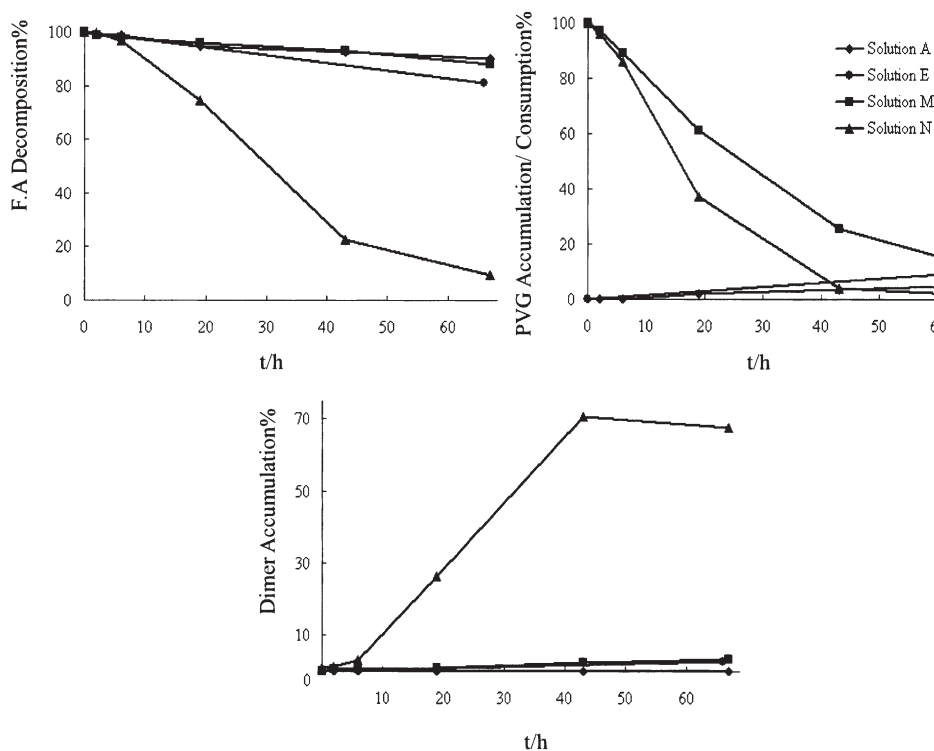 F.A Decomposition%
100
80
60
40
20
0
0 10 20 30 40 50 60
t/h
PVG Accumulation/ Consumption%
100
80
60
40
20
0
0 10 20 30 40 50 60
t/h
Solution A
Solution E
Solution M
Solution N
Dimer Accumulation%
70
50
30
10
0
10 20 30 40 50 60
t/h